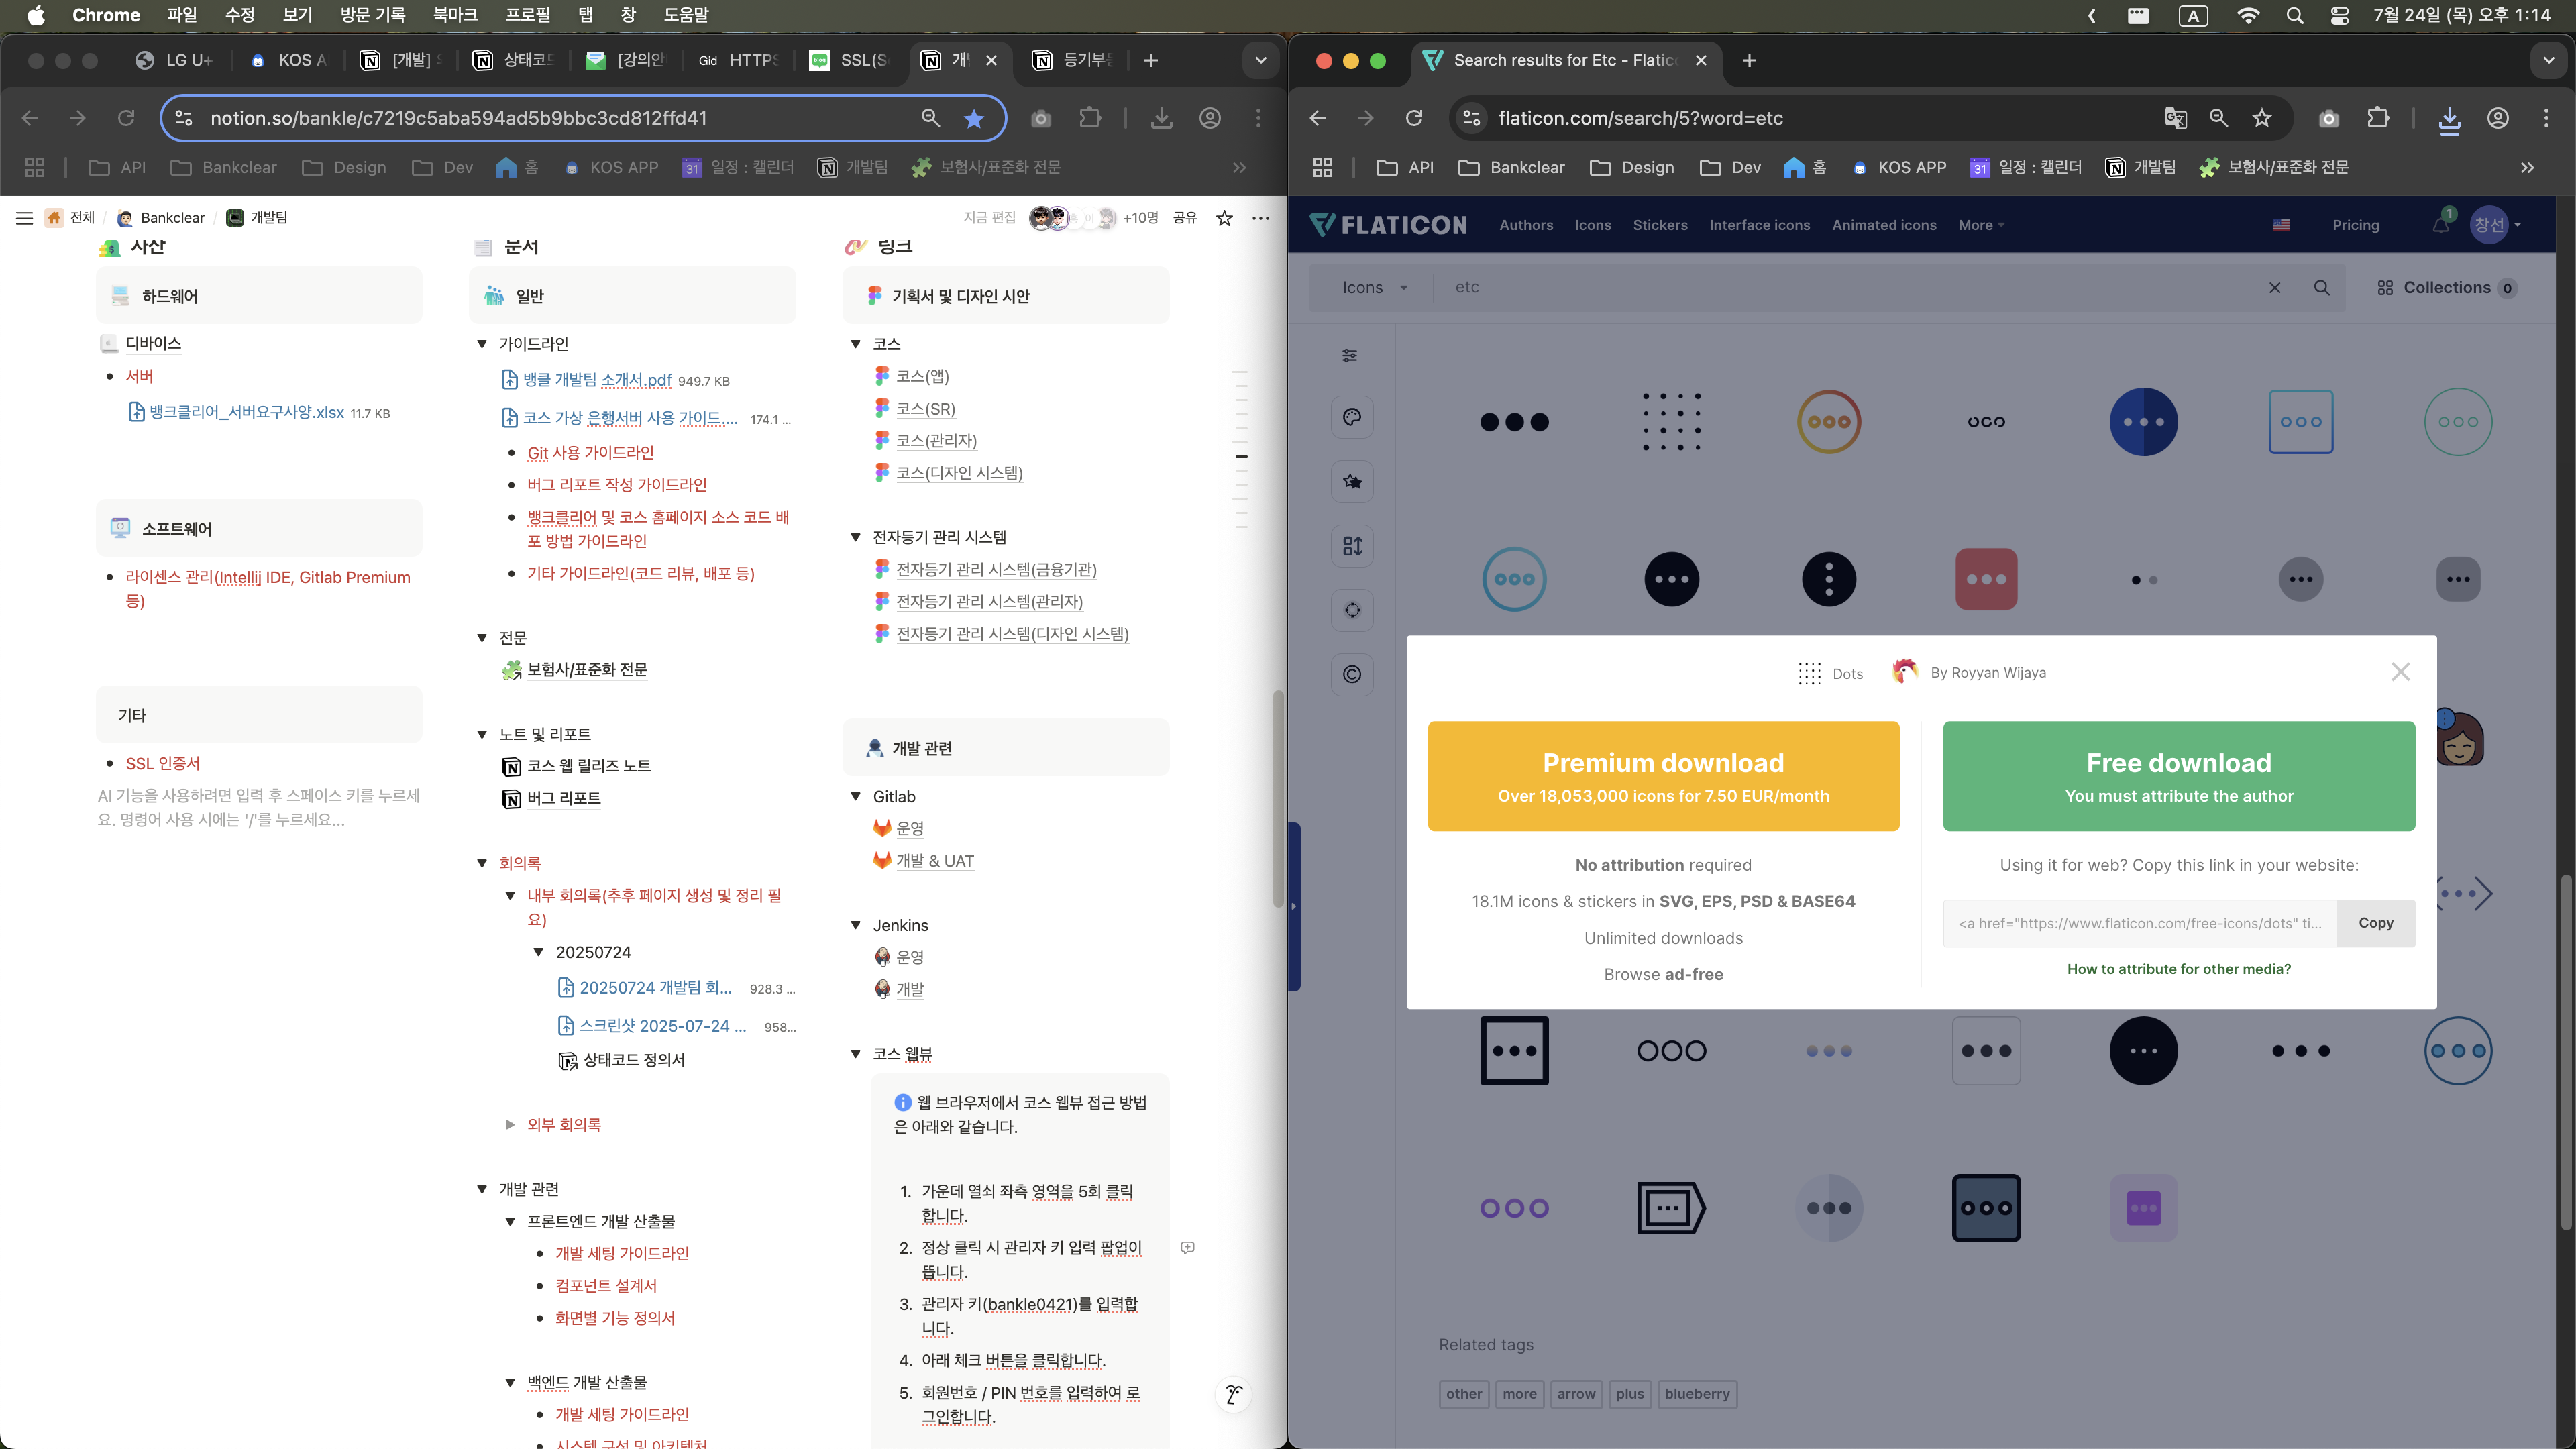 Chrome 파일 수정 보기 방문 기록 북마크 프로필 탭 창 도움말
A 7월 24일 (목) 오후 1:14
LG U+ KOS A [개발] 상태코드 [강의안 Gid HTTPS SSL(S 개 등기부
notion.so/bankle/c7219c5aba594ad5b9bbc3cd812ffd41
API Bankclear Design Dev 홈 KOS APP 31 일정 : 캘린더 개발팀 보험사/표준화 전문
전체 / Bankclear / 개발팀
지금 편집 +10명 공유
자산
하드웨어
디바이스
서버
뱅크클리어_서버요구사양.xlsx 11.7 KB
소프트웨어
라이센스 관리(Intellij IDE, Gitlab Premium
등)
기타
SSL 인증서
AI 기능을 사용하려면 입력 후 스페이스 키를 누르세
요. 명령어 사용 시에는 '/'를 누르세요...
문서
일반
가이드라인
뱅클 개발팀 소개서.pdf 949.7 KB
코스 가상 은행서버 사용 가이드.... 174.1 ...
Git 사용 가이드라인
버그 리포트 작성 가이드라인
뱅크클리어 및 코스 홈페이지 소스 코드 배
포 방법 가이드라인
기타 가이드라인(코드 리뷰, 배포 등)
전문
보험사/표준화 전문
노트 및 리포트
코스 웹 릴리즈 노트
버그 리포트
회의록
내부 회의록(추후 페이지 생성 및 정리 필
요)
20250724
20250724 개발팀 회... 928.3 ...
스크린샷 2025-07-24 ... 958...
상태코드 정의서
외부 회의록
개발 관련
프론트엔드 개발 산출물
개발 세팅 가이드라인
컴포넌트 설계서
화면별 기능 정의서
백엔드 개발 산출물
개발 세팅 가이드라인
시스템 구성 및 아키텍처
링크
기획서 및 디자인 시안
코스
코스(앱)
코스(SR)
코스(관리자)
코스(디자인 시스템)
전자등기 관리 시스템
전자등기 관리 시스템(금융기관)
전자등기 관리 시스템(관리자)
전자등기 관리 시스템(디자인 시스템)
개발 관련
Gitlab
운영
개발 & UAT
Jenkins
운영
개발
코스 웹뷰
웹 브라우저에서 코스 웹뷰 접근 방법
은 아래와 같습니다.
1. 가운데 열쇠 좌측 영역을 5회 클릭
합니다.
2. 정상 클릭 시 관리자 키 입력 팝업이
뜹니다.
3. 관리자 키(bankle0421)를 입력합
니다.
4. 아래 체크 버튼을 클릭합니다.
5. 회원번호 / PIN 번호를 입력하여 로
그인합니다.
Search results for Etc - Flatic
flaticon.com/search/5?word=etc
API Bankclear Design Dev 홈 KOS APP 31 일정 : 캘린더 개발팀 보험사/표준화 전문
FLATICON Authors Icons Stickers Interface icons Animated icons More Pricing 1 창선
Icons etc Collections 0
Dots By Royyan Wijaya
Premium download
Over 18,053,000 icons for 7.50 EUR/month
No attribution required
18.1M icons & stickers in SVG, EPS, PSD & BASE64
Unlimited downloads
Browse ad-free
Free download
You must attribute the author
Using it for web? Copy this link in your website:
<a href="https://www.flaticon.com/free-icons/dots" ti... Copy
How to attribute for other media?
Related tags
other more arrow plus blueberry